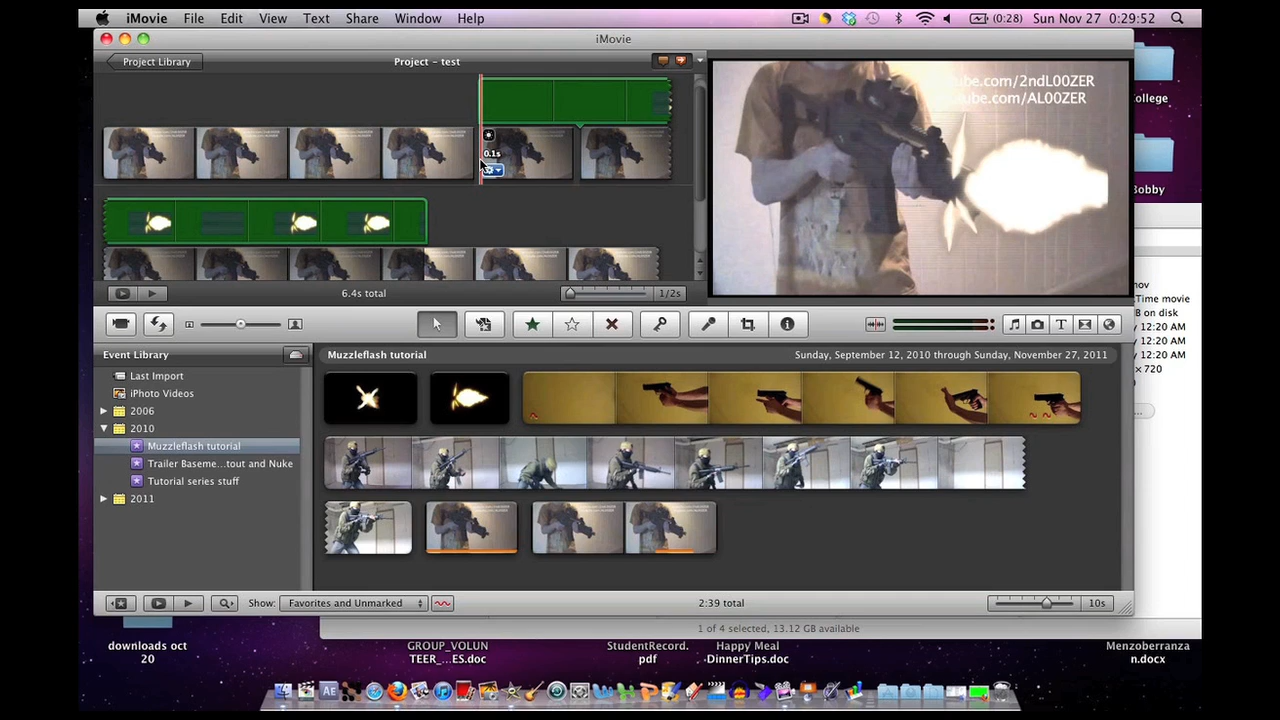 iMovie File Edit View Text Share Window Help
(0:28) Sun Nov 27 0:29:52
iMovie
Project Library
Project - test
ube.com/2ndL00ZER
tube.com/AL00ZER
0.1s
6.4s total
1/2s
College
Bobby
mov
Time movie
B on disk
12:20 AM
y 12:20 AM
y 12:20 AM
× 720
Event Library
Last Import
iPhoto Videos
2006
2010
Muzzleflash tutorial
Trailer Baseme...tout and Nuke
Tutorial series stuff
2011
Muzzleflash tutorial
Sunday, September 12, 2010 through Sunday, November 27, 2011
Show: Favorites and Unmarked
2:39 total
10s
1 of 4 selected, 13.12 GB available
downloads oct
20
GROUP_VOLUN
TEER_...ES.doc
StudentRecord.
pdf
Happy Meal
DinnerTips.doc
Menzoberranza
n.docx
AE